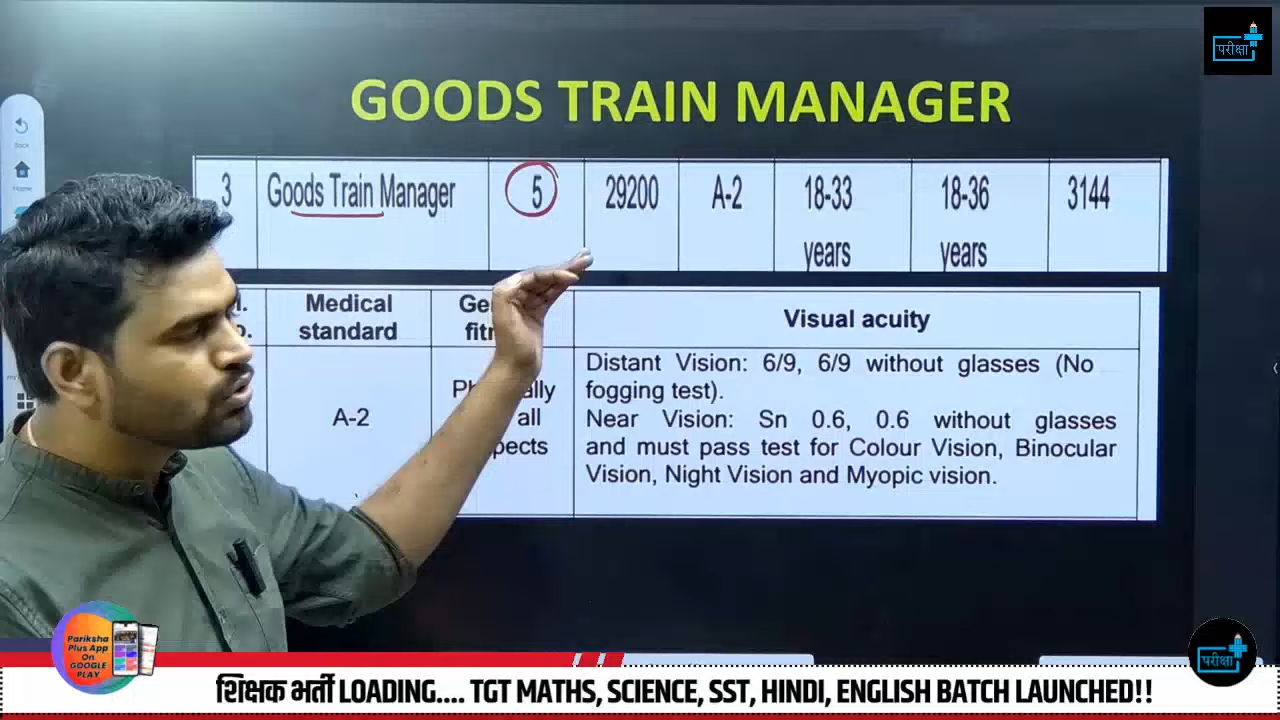 परीक्षा
GOODS TRAIN MANAGER
Back
Home
3 Goods Train Manager 5 29200 A-2 18-33 years 18-36 years 3144
Medical standard
Visual acuity
A-2
all
Distant Vision: 6/9, 6/9 without glasses (No
fogging test).
Near Vision: Sn 0.6, 0.6 without glasses
and must pass test for Colour Vision, Binocular
Vision, Night Vision and Myopic vision.
Pariksha
Plus App
On
GOOGLE
PLAY
परीक्षा
शिक्षक भर्ती LOADING.... TGT MATHS, SCIENCE, SST, HINDI, ENGLISH BATCH LAUNCHED!!